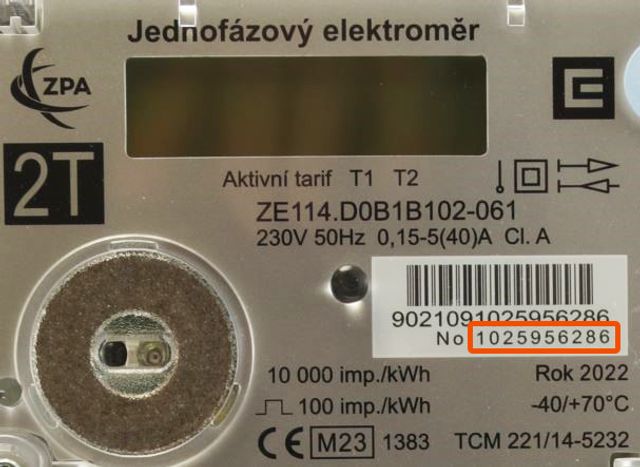 Jednofázový elektroměr
ZPA
2T
Aktivní tarif T1 T2
ZE114.D0B1B102-061
230V 50Hz 0,15-5(40)A Cl. A
9021091025956286
No 1025956286
10 000 imp./kWh Rok 2022
100 imp./kWh -40/+70°C
CE M23 1383 TCM 221/14-5232